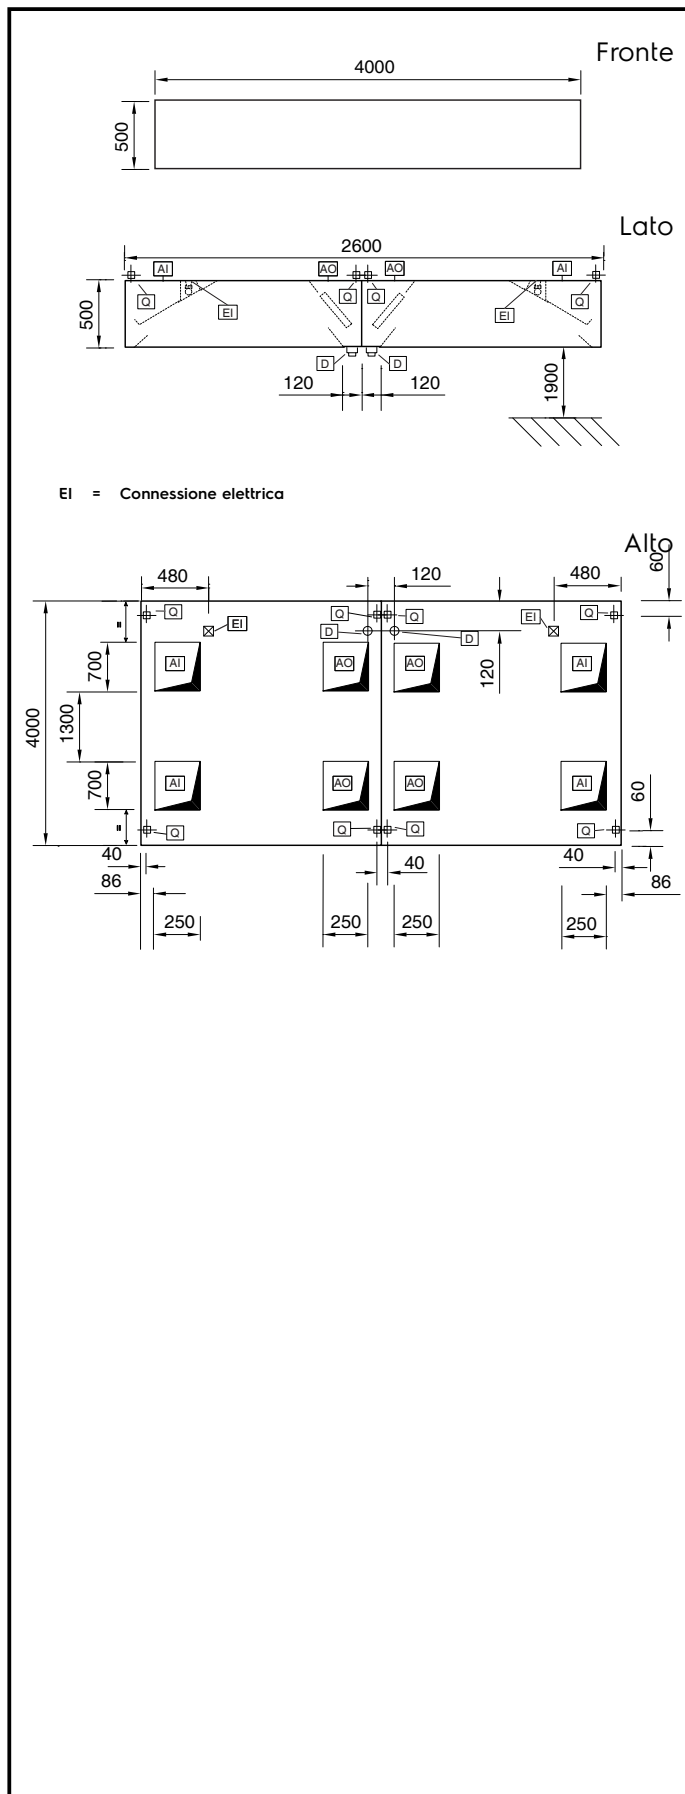 Fronte
4000
500
Lato
2600
AI AO AO AI
Q Q Q Q
EI EI
500
D D
120 120
1900
EI = Connessione elettrica
Alto
480 120 480 60
Q Q Q Q
EI D D EI
AI AO AO AI
700
120
4000
1300
AI AO AO AI
700
60
Q Q Q Q
= =
40 40 40
86 86
250 250 250 250